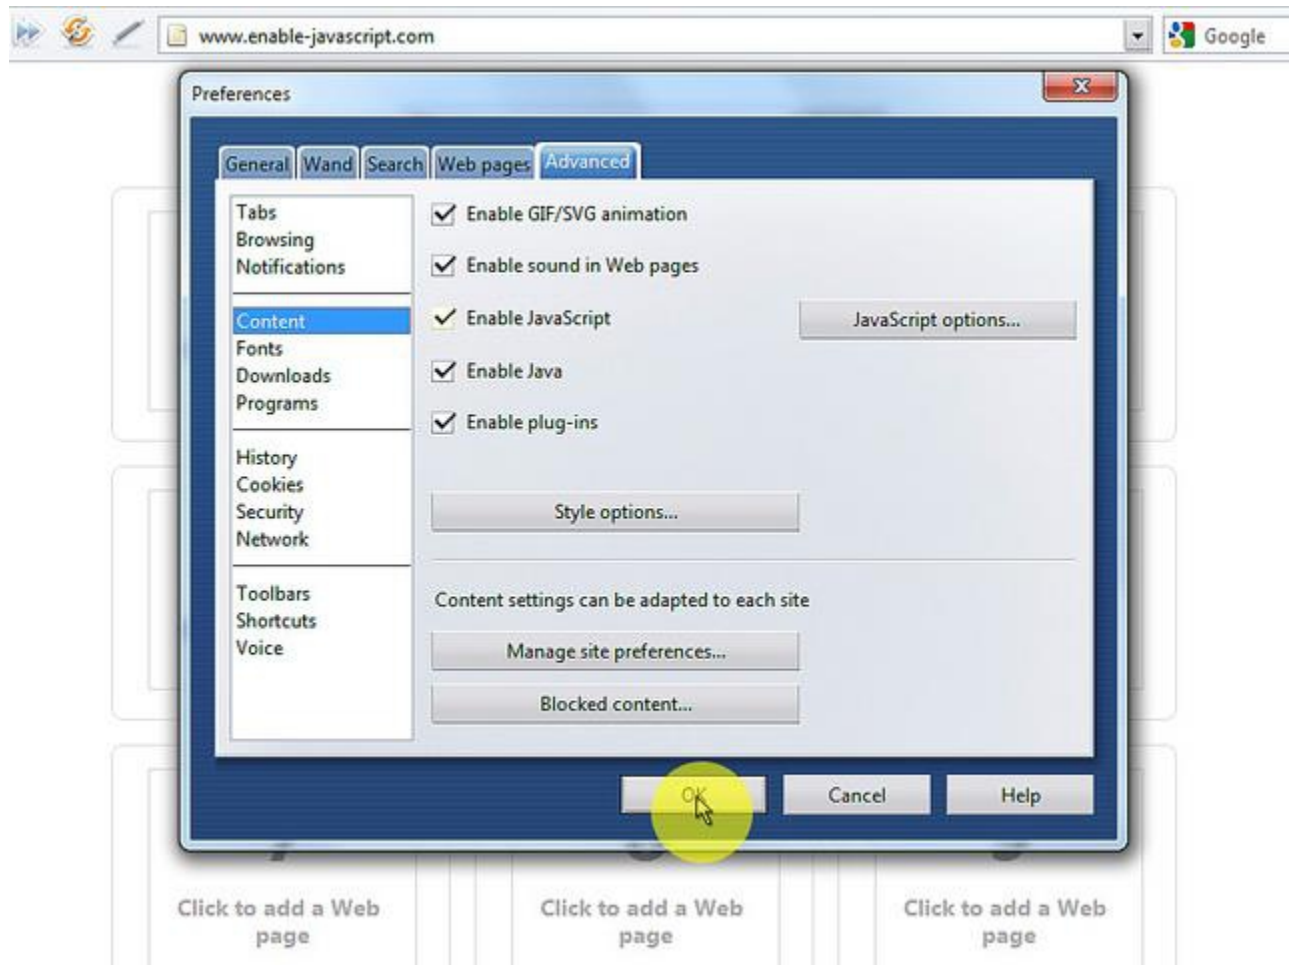 www.enable-javascript.com
Google
Preferences
General Wand Search Web pages Advanced
Tabs
Browsing
Notifications
Content
Fonts
Downloads
Programs
History
Cookies
Security
Network
Toolbars
Shortcuts
Voice
Enable GIF/SVG animation
Enable sound in Web pages
Enable JavaScript
JavaScript options...
Enable Java
Enable plug-ins
Style options...
Content settings can be adapted to each site
Manage site preferences...
Blocked content...
OK
Cancel
Help
Click to add a Web
page
Click to add a Web
page
Click to add a Web
page